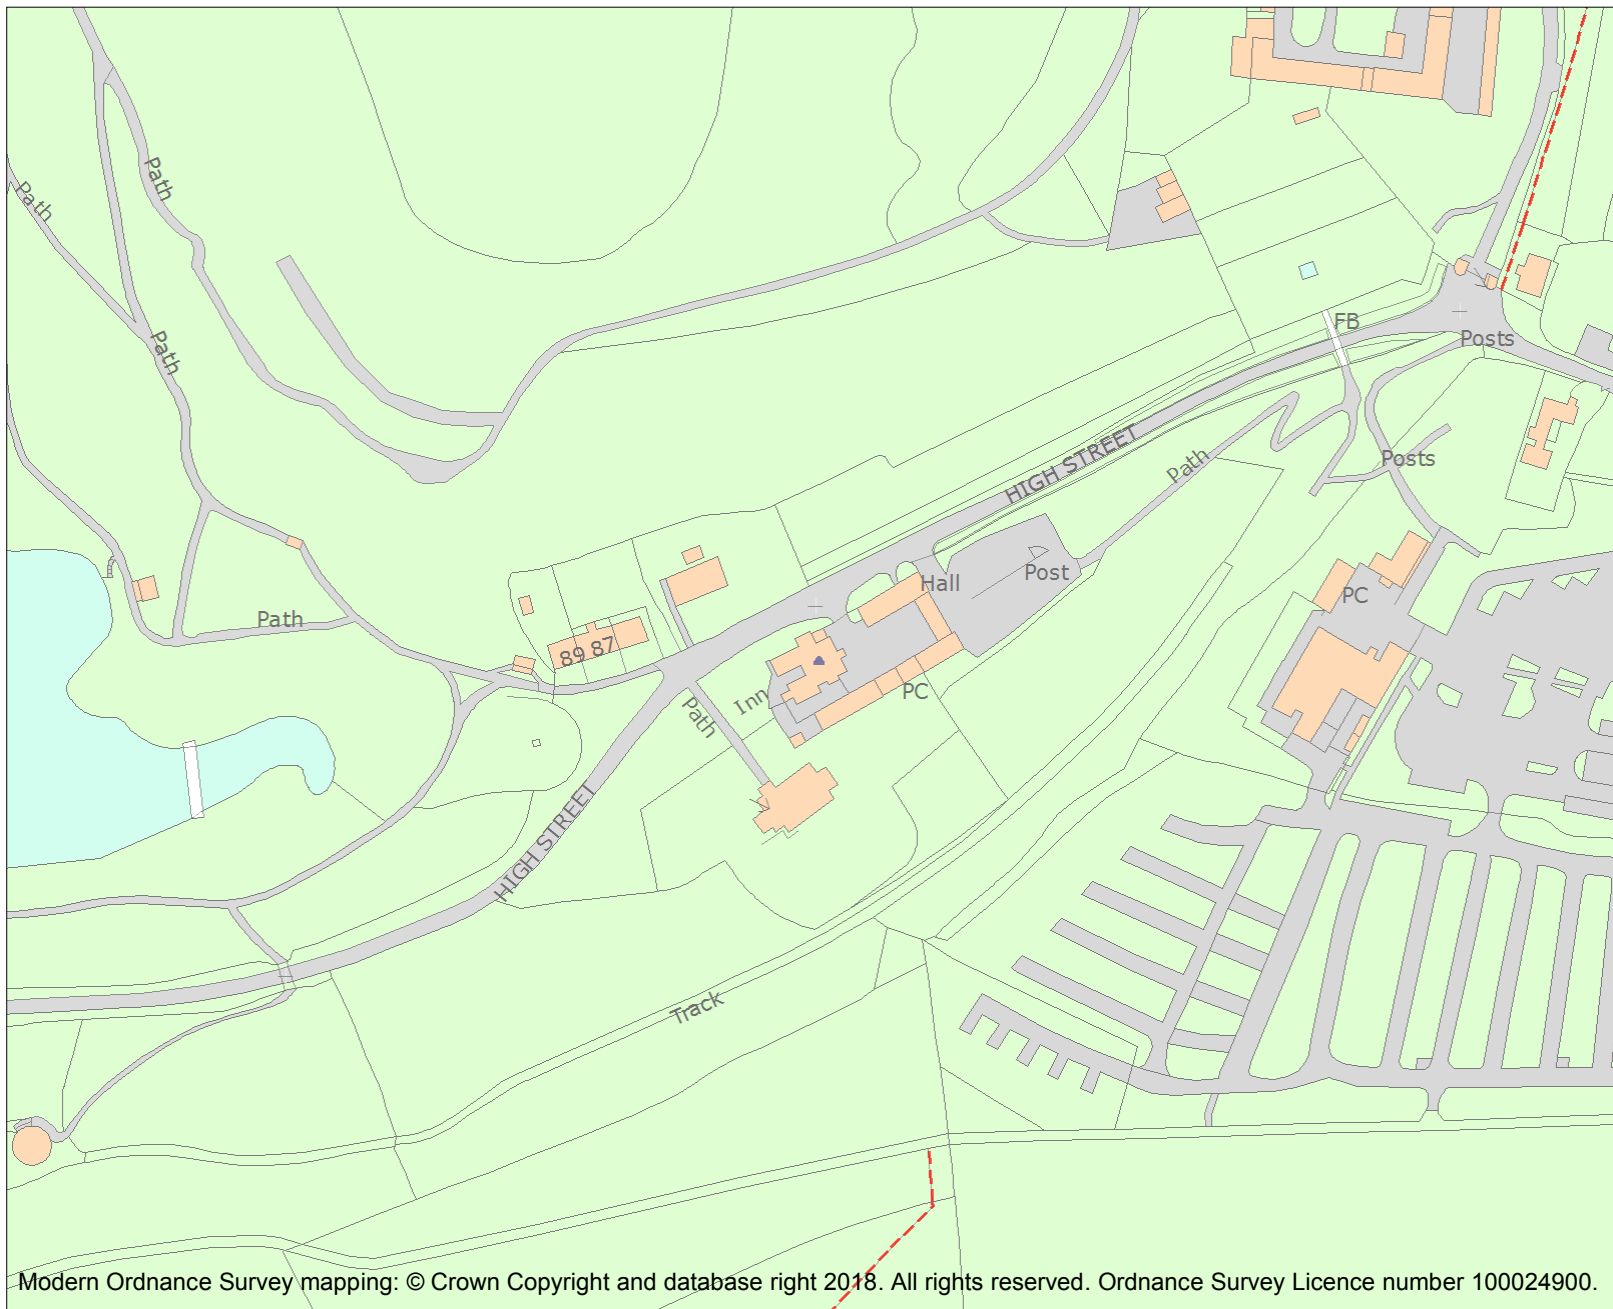 Path
Path
FB
Posts
Path
HIGH STREET
Posts
Path
Hall
Post
PC
Path
89 87
Inn
PC
Path
HIGH STREET
Track
Modern Ordnance Survey mapping: © Crown Copyright and database right 2018. All rights reserved. Ordnance Survey Licence number 100024900.